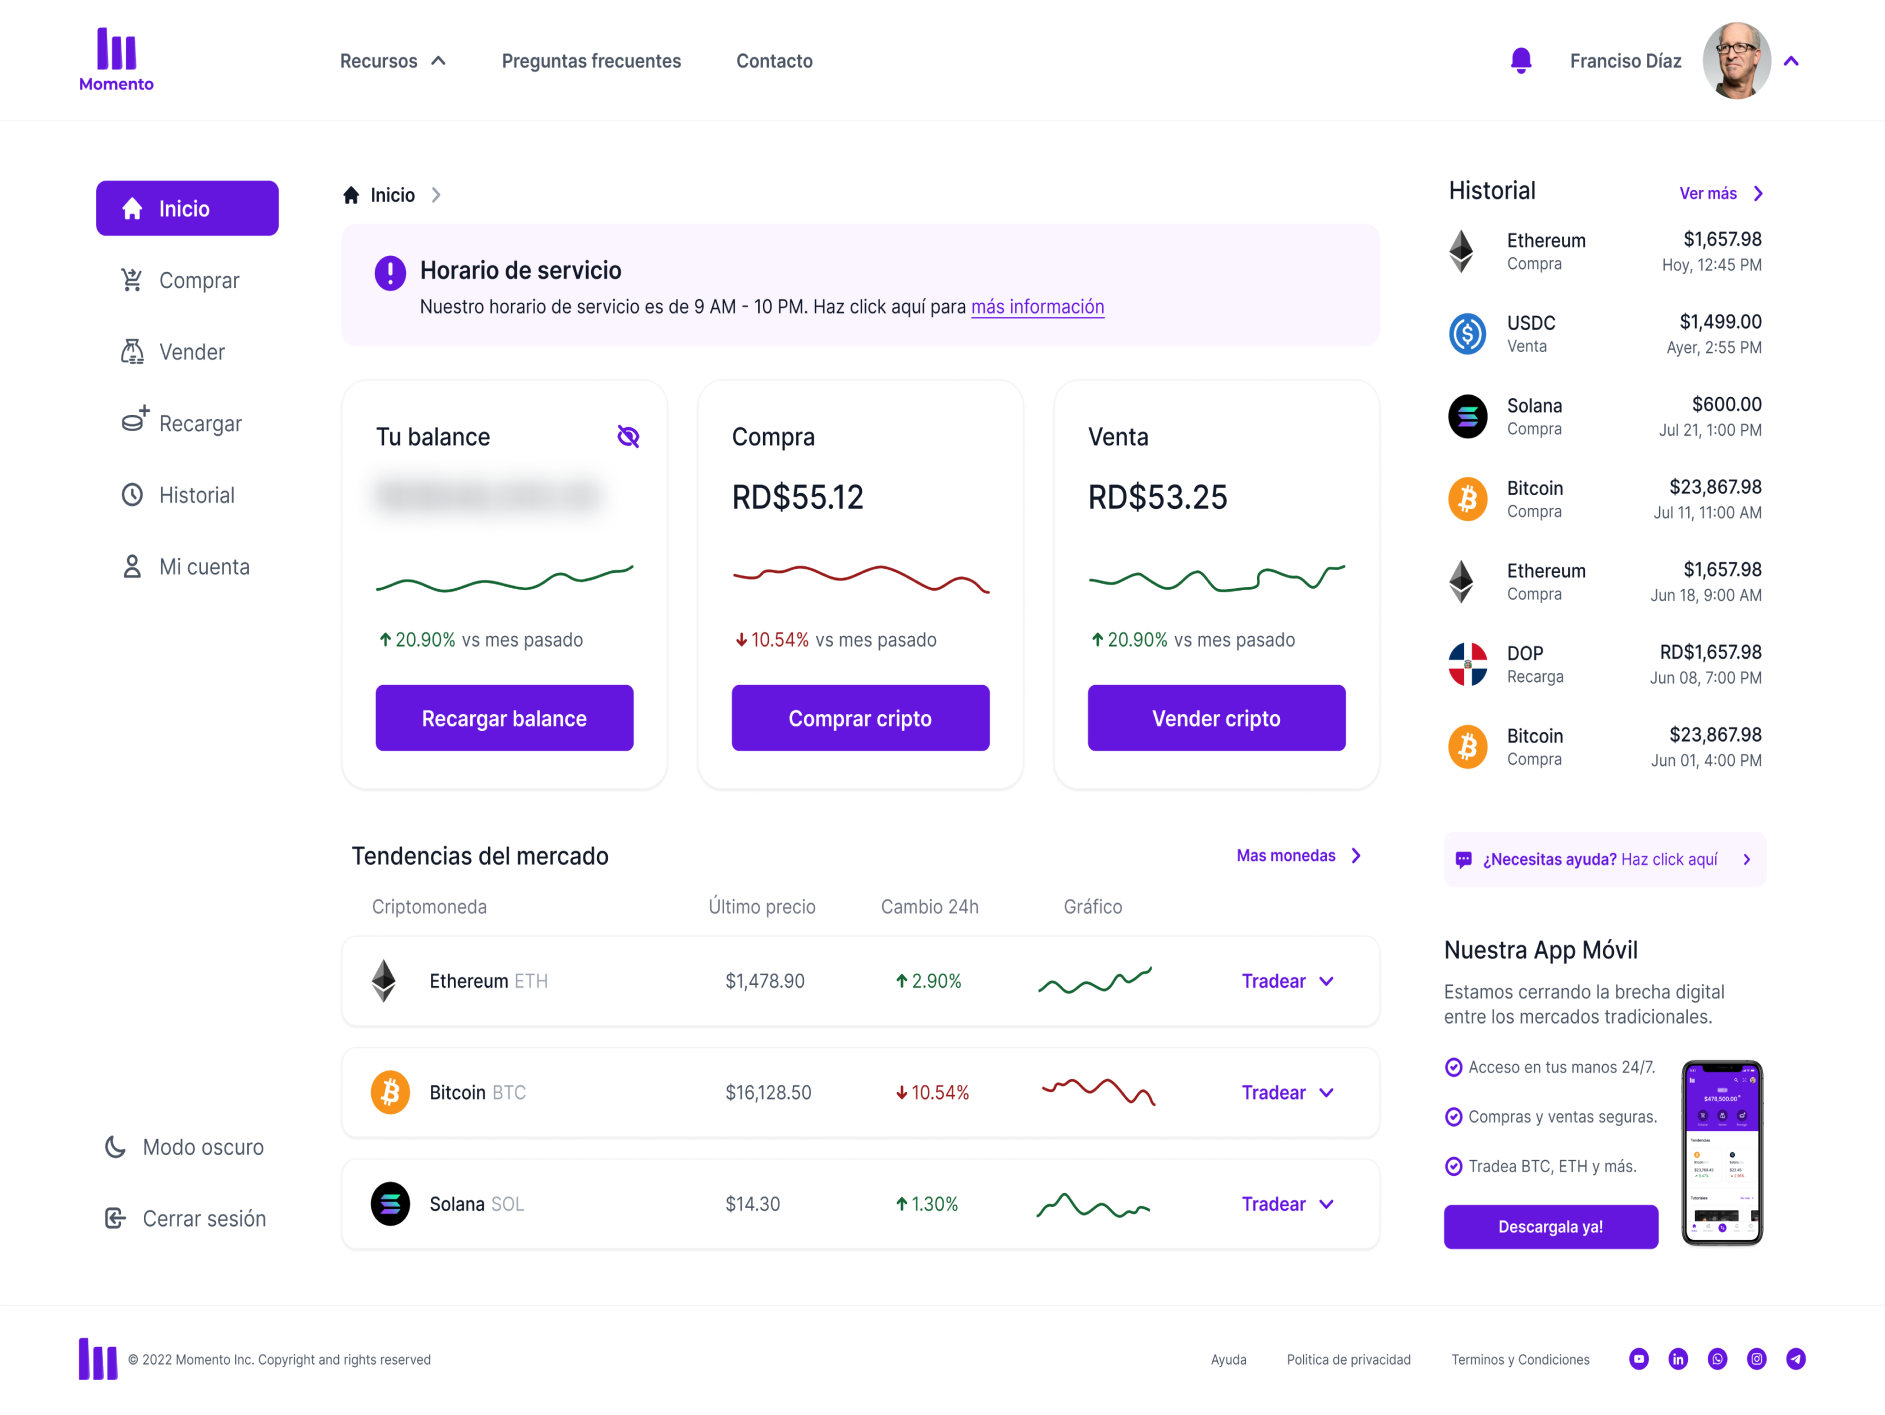 Momento
Recursos
Preguntas frecuentes
Contacto
Franciso Díaz
Inicio
Comprar
Vender
Recargar
Historial
Mi cuenta
Modo oscuro
Cerrar sesión
Inicio
Horario de servicio
Nuestro horario de servicio es de 9 AM - 10 PM. Haz click aquí para más información
Tu balance
20.90% vs mes pasado
Recargar balance
Compra
RD$55.12
10.54% vs mes pasado
Comprar cripto
Venta
RD$53.25
20.90% vs mes pasado
Vender cripto
Tendencias del mercado
Mas monedas
Criptomoneda Último precio Cambio 24h Gráfico
Ethereum ETH $1,478.90 2.90% Tradear
Bitcoin BTC $16,128.50 10.54% Tradear
Solana SOL $14.30 1.30% Tradear
Historial
Ver más
Ethereum $1,657.98
Compra Hoy, 12:45 PM
USDC $1,499.00
Venta Ayer, 2:55 PM
Solana $600.00
Compra Jul 21, 1:00 PM
Bitcoin $23,867.98
Compra Jul 11, 11:00 AM
Ethereum $1,657.98
Compra Jun 18, 9:00 AM
DOP RD$1,657.98
Recarga Jun 08, 7:00 PM
Bitcoin $23,867.98
Compra Jun 01, 4:00 PM
¿Necesitas ayuda? Haz click aquí
Nuestra App Móvil
Estamos cerrando la brecha digital
entre los mercados tradicionales.
Acceso en tus manos 24/7.
Compras y ventas seguras.
Tradea BTC, ETH y más.
Descargala ya!
$478,500.00
Tendencias
Tutoriales
© 2022 Momento Inc. Copyright and rights reserved
Ayuda
Politica de privacidad
Terminos y Condiciones